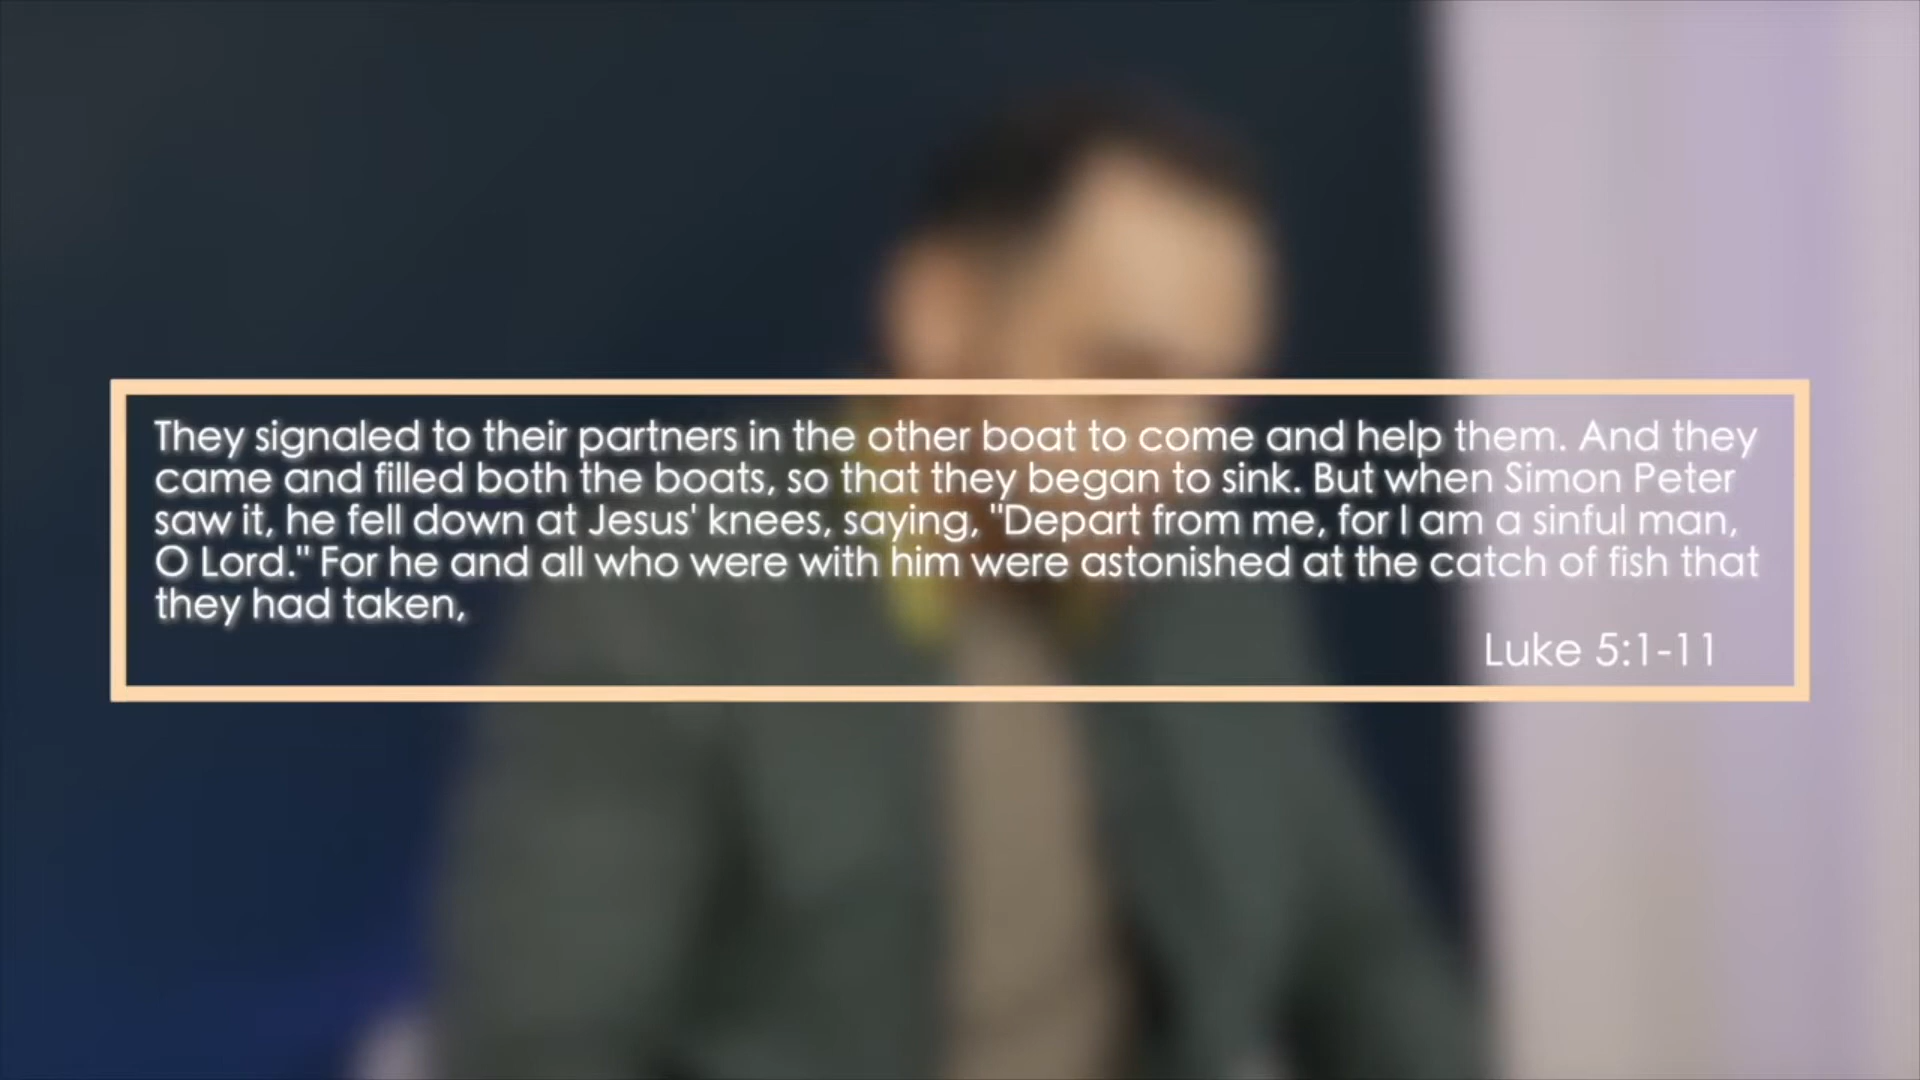 They signaled to their partners in the other boat to come and help them. And they
came and filled both the boats, so that they began to sink. But when Simon Peter
saw it, he fell down at Jesus' knees, saying, "Depart from me, for I am a sinful man,
O Lord." For he and all who were with him were astonished at the catch of fish that
they had taken,
Luke 5:1-11